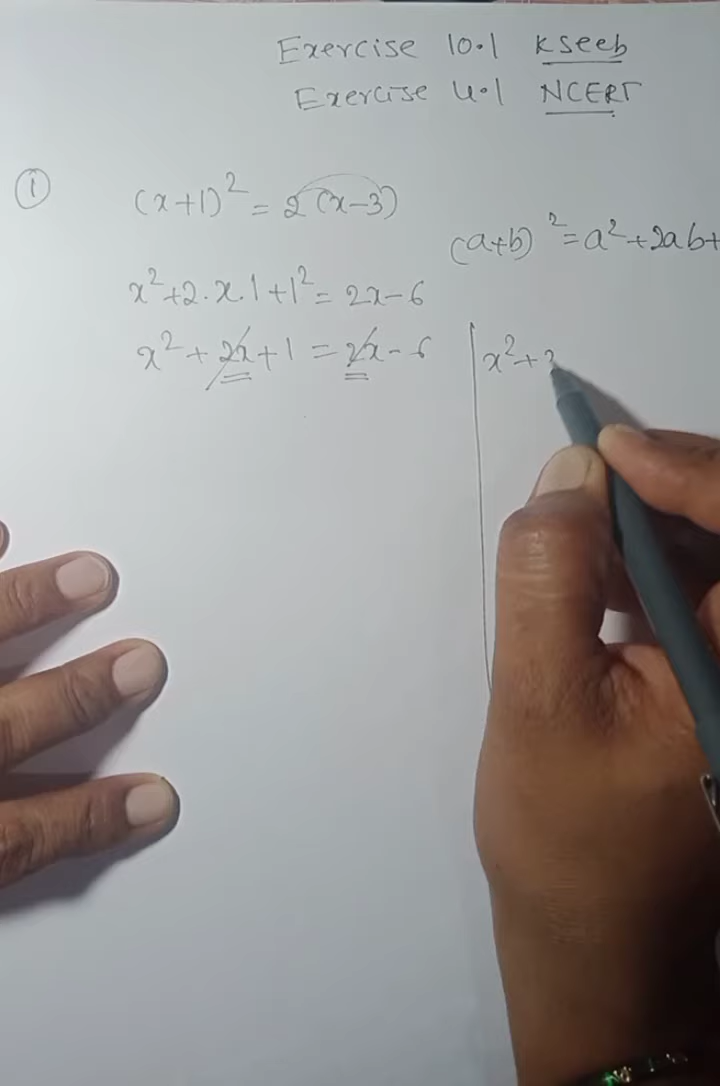 Exercise 10.1 KSeeb
Exercise 4.1 NCERT
① (x+1)² = 2(x-3)
(a+b)² = a²+2ab+
x²+2.x.1+1² = 2x-6
x² + 2x+1 = 2x-6
x²+2